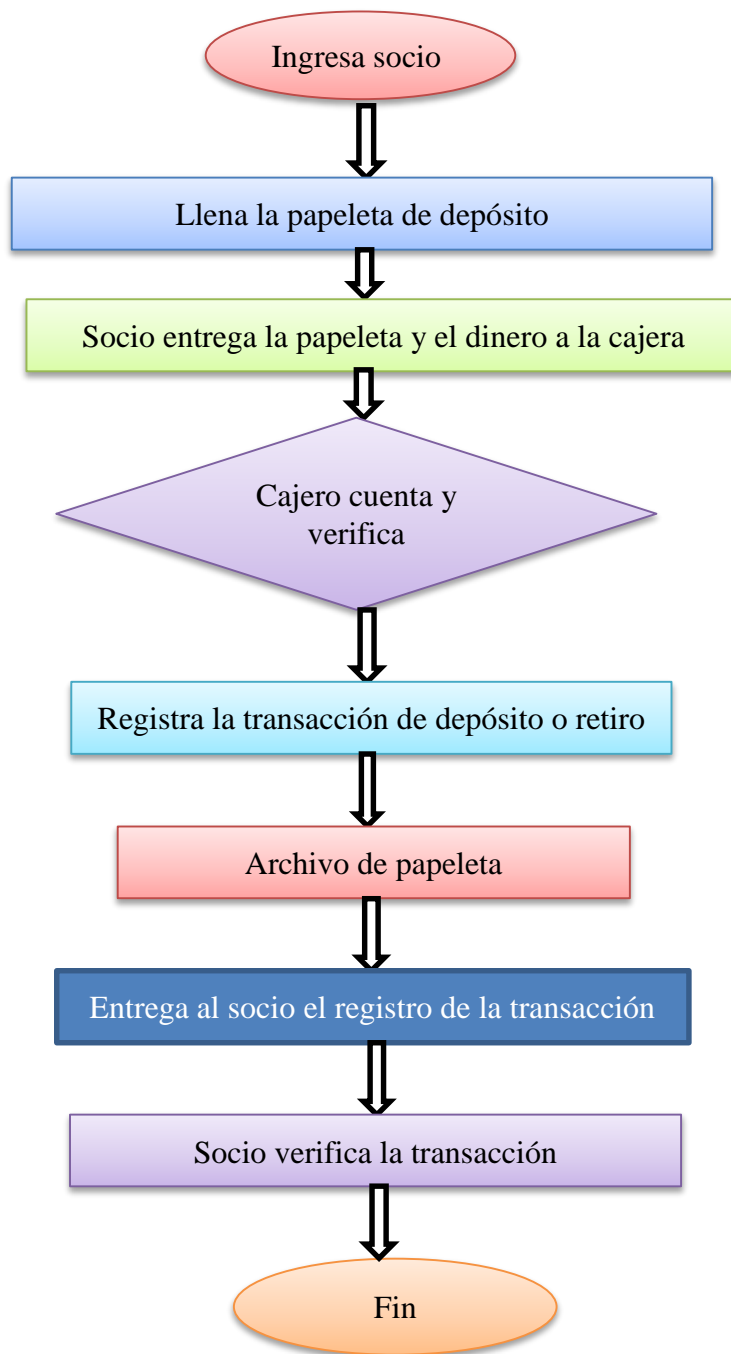 Ingresa socio
Llena la papeleta de depósito
Socio entrega la papeleta y el dinero a la cajera
Cajero cuenta y
verifica
Registra la transacción de depósito o retiro
Archivo de papeleta
Entrega al socio el registro de la transacción
Socio verifica la transacción
Fin